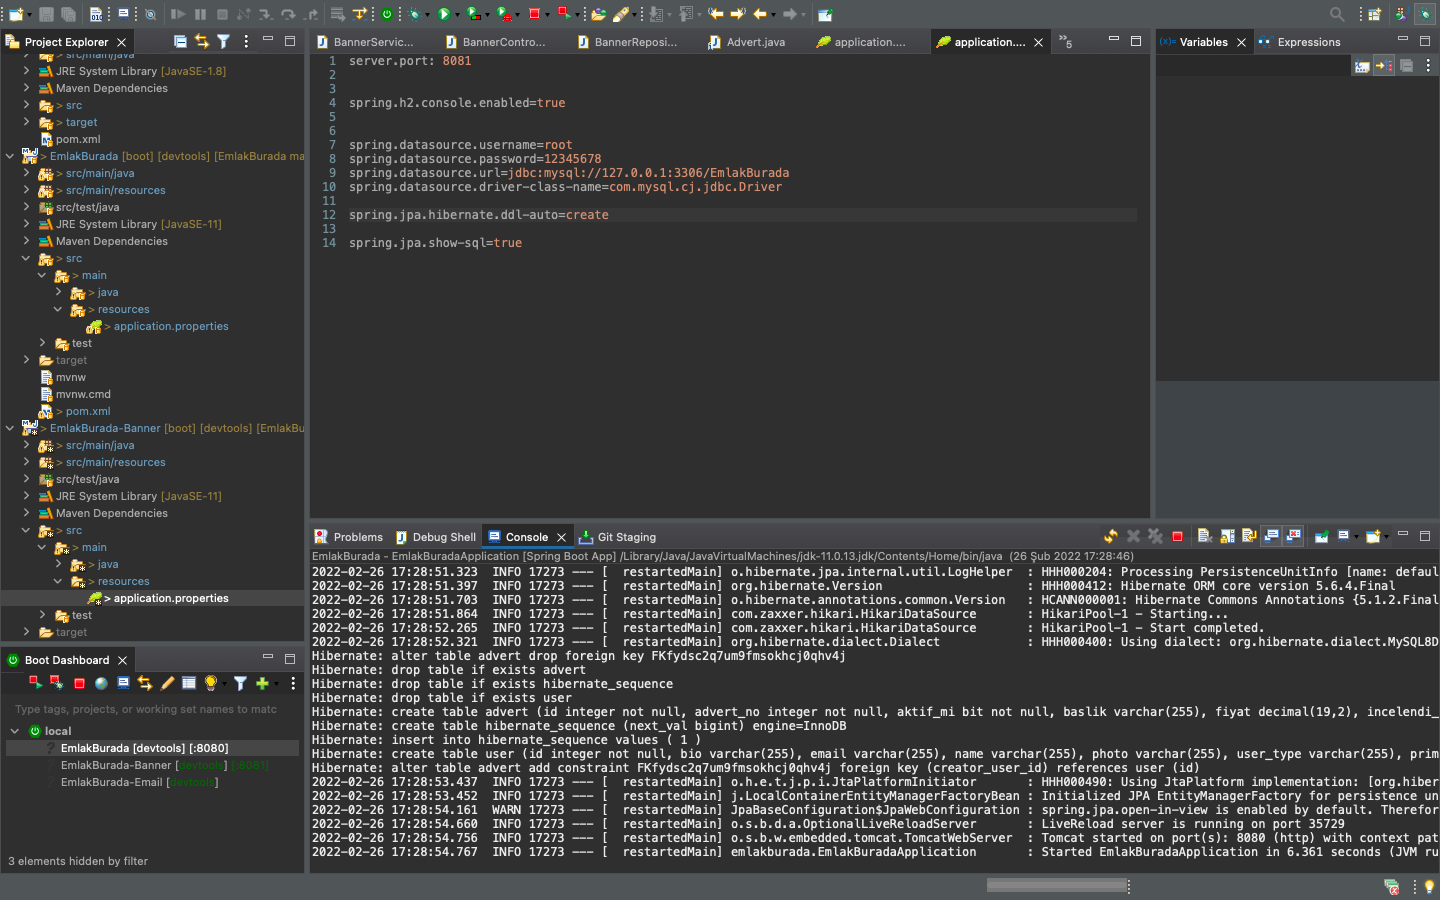 Project Explorer
src/main/java
JRE System Library [JavaSE-1.8]
Maven Dependencies
> src
> target
pom.xml
> EmlakBurada [boot] [devtools] [EmlakBurada ma
> src/main/java
> src/main/resources
src/test/java
JRE System Library [JavaSE-11]
Maven Dependencies
> src
> main
> java
> resources
> application.properties
test
target
mvnw
mvnw.cmd
> pom.xml
> EmlakBurada-Banner [boot] [devtools] [EmlakBu
> src/main/java
> src/main/resources
src/test/java
JRE System Library [JavaSE-11]
Maven Dependencies
> src
> main
> java
> resources
> application.properties
test
target
Boot Dashboard
Type tags, projects, or working set names to matc
local
EmlakBurada [devtools] [:8080]
EmlakBurada-Banner [devtools] [:8081]
EmlakBurada-Email [devtools]
3 elements hidden by filter
BannerServic... BannerContro... BannerReposi... Advert.java application.... application.... »5
1 server.port: 8081
2
3
4 spring.h2.console.enabled=true
5
6
7 spring.datasource.username=root
8 spring.datasource.password=12345678
9 spring.datasource.url=jdbc:mysql://127.0.0.1:3306/EmlakBurada
10 spring.datasource.driver-class-name=com.mysql.cj.jdbc.Driver
11
12 spring.jpa.hibernate.ddl-auto=create
13
14 spring.jpa.show-sql=true
(x)= Variables Expressions
Problems Debug Shell Console Git Staging
EmlakBurada - EmlakBuradaApplication [Spring Boot App] /Library/Java/JavaVirtualMachines/jdk-11.0.13.jdk/Contents/Home/bin/java (26 Şub 2022 17:28:46)
2022-02-26 17:28:51.323 INFO 17273 --- [ restartedMain] o.hibernate.jpa.internal.util.LogHelper : HHH000204: Processing PersistenceUnitInfo [name: defaul
2022-02-26 17:28:51.397 INFO 17273 --- [ restartedMain] org.hibernate.Version : HHH000412: Hibernate ORM core version 5.6.4.Final
2022-02-26 17:28:51.703 INFO 17273 --- [ restartedMain] o.hibernate.annotations.common.Version : HCANN000001: Hibernate Commons Annotations {5.1.2.Final
2022-02-26 17:28:51.864 INFO 17273 --- [ restartedMain] com.zaxxer.hikari.HikariDataSource : HikariPool-1 - Starting...
2022-02-26 17:28:52.265 INFO 17273 --- [ restartedMain] com.zaxxer.hikari.HikariDataSource : HikariPool-1 - Start completed.
2022-02-26 17:28:52.321 INFO 17273 --- [ restartedMain] org.hibernate.dialect.Dialect : HHH000400: Using dialect: org.hibernate.dialect.MySQL8D
Hibernate: alter table advert drop foreign key FKfydsc2q7um9fmsokhcj0qhv4j
Hibernate: drop table if exists advert
Hibernate: drop table if exists hibernate_sequence
Hibernate: drop table if exists user
Hibernate: create table advert (id integer not null, advert_no integer not null, aktif_mi bit not null, baslik varchar(255), fiyat decimal(19,2), incelendi_
Hibernate: create table hibernate_sequence (next_val bigint) engine=InnoDB
Hibernate: insert into hibernate_sequence values ( 1 )
Hibernate: create table user (id integer not null, bio varchar(255), email varchar(255), name varchar(255), photo varchar(255), user_type varchar(255), prim
Hibernate: alter table advert add constraint FKfydsc2q7um9fmsokhcj0qhv4j foreign key (creator_user_id) references user (id)
2022-02-26 17:28:53.437 INFO 17273 --- [ restartedMain] o.h.e.t.j.p.i.JtaPlatformInitiator : HHH000490: Using JtaPlatform implementation: [org.hiber
2022-02-26 17:28:53.452 INFO 17273 --- [ restartedMain] j.LocalContainerEntityManagerFactoryBean : Initialized JPA EntityManagerFactory for persistence un
2022-02-26 17:28:54.161 WARN 17273 --- [ restartedMain] JpaBaseConfiguration$JpaWebConfiguration : spring.jpa.open-in-view is enabled by default. Therefor
2022-02-26 17:28:54.660 INFO 17273 --- [ restartedMain] o.s.b.d.a.OptionalLiveReloadServer : LiveReload server is running on port 35729
2022-02-26 17:28:54.756 INFO 17273 --- [ restartedMain] o.s.b.w.embedded.tomcat.TomcatWebServer : Tomcat started on port(s): 8080 (http) with context pat
2022-02-26 17:28:54.767 INFO 17273 --- [ restartedMain] emlakburada.EmlakBuradaApplication : Started EmlakBuradaApplication in 6.361 seconds (JVM ru